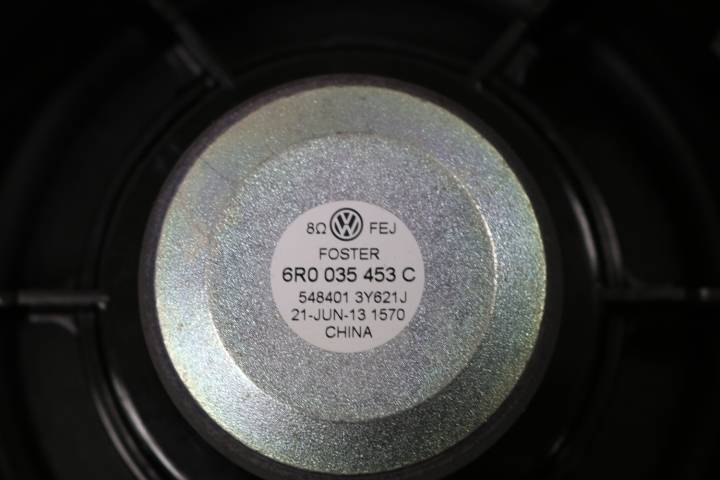 8Ω VW FEJ
FOSTER
6R0 035 453 C
548401 3Y621J
21-JUN-13 1570
CHINA